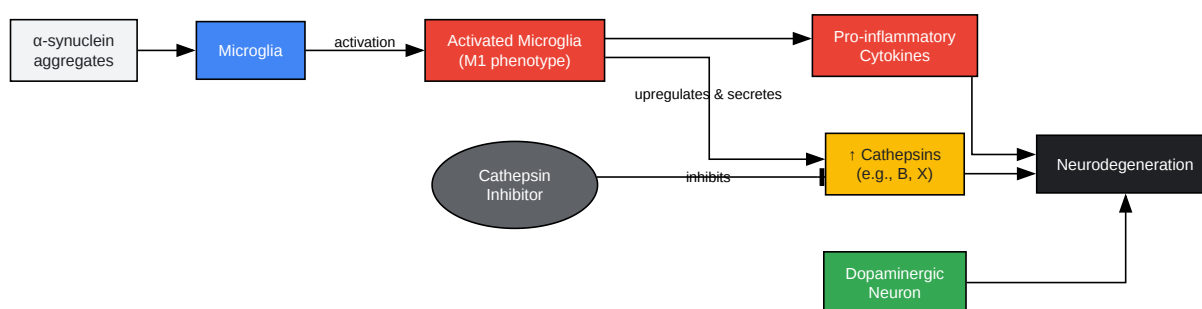 α-synuclein
aggregates
Microglia
activation
Activated Microglia
(M1 phenotype)
Pro-inflammatory
Cytokines
upregulates & secretes
Cathepsin
Inhibitor
inhibits
↑ Cathepsins
(e.g., B, X)
Neurodegeneration
Dopaminergic
Neuron